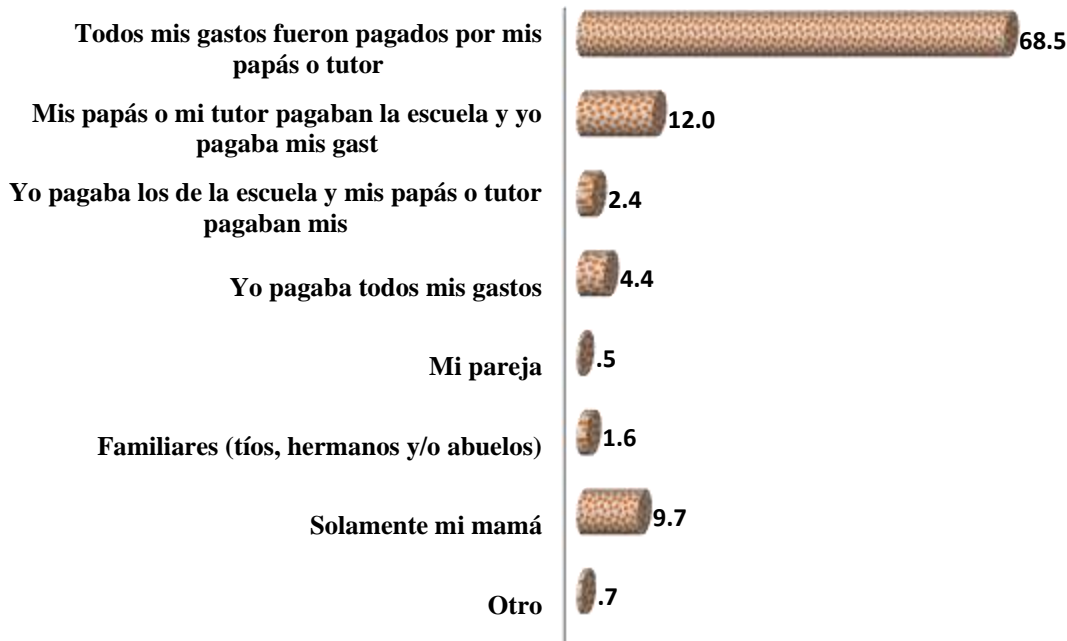 Todos mis gastos fueron pagados por mis
papás o tutor
68.5
Mis papás o mi tutor pagaban la escuela y yo
pagaba mis gast
12.0
Yo pagaba los de la escuela y mis papás o tutor
pagaban mis
2.4
Yo pagaba todos mis gastos
4.4
Mi pareja
.5
Familiares (tíos, hermanos y/o abuelos)
1.6
Solamente mi mamá
9.7
Otro
.7